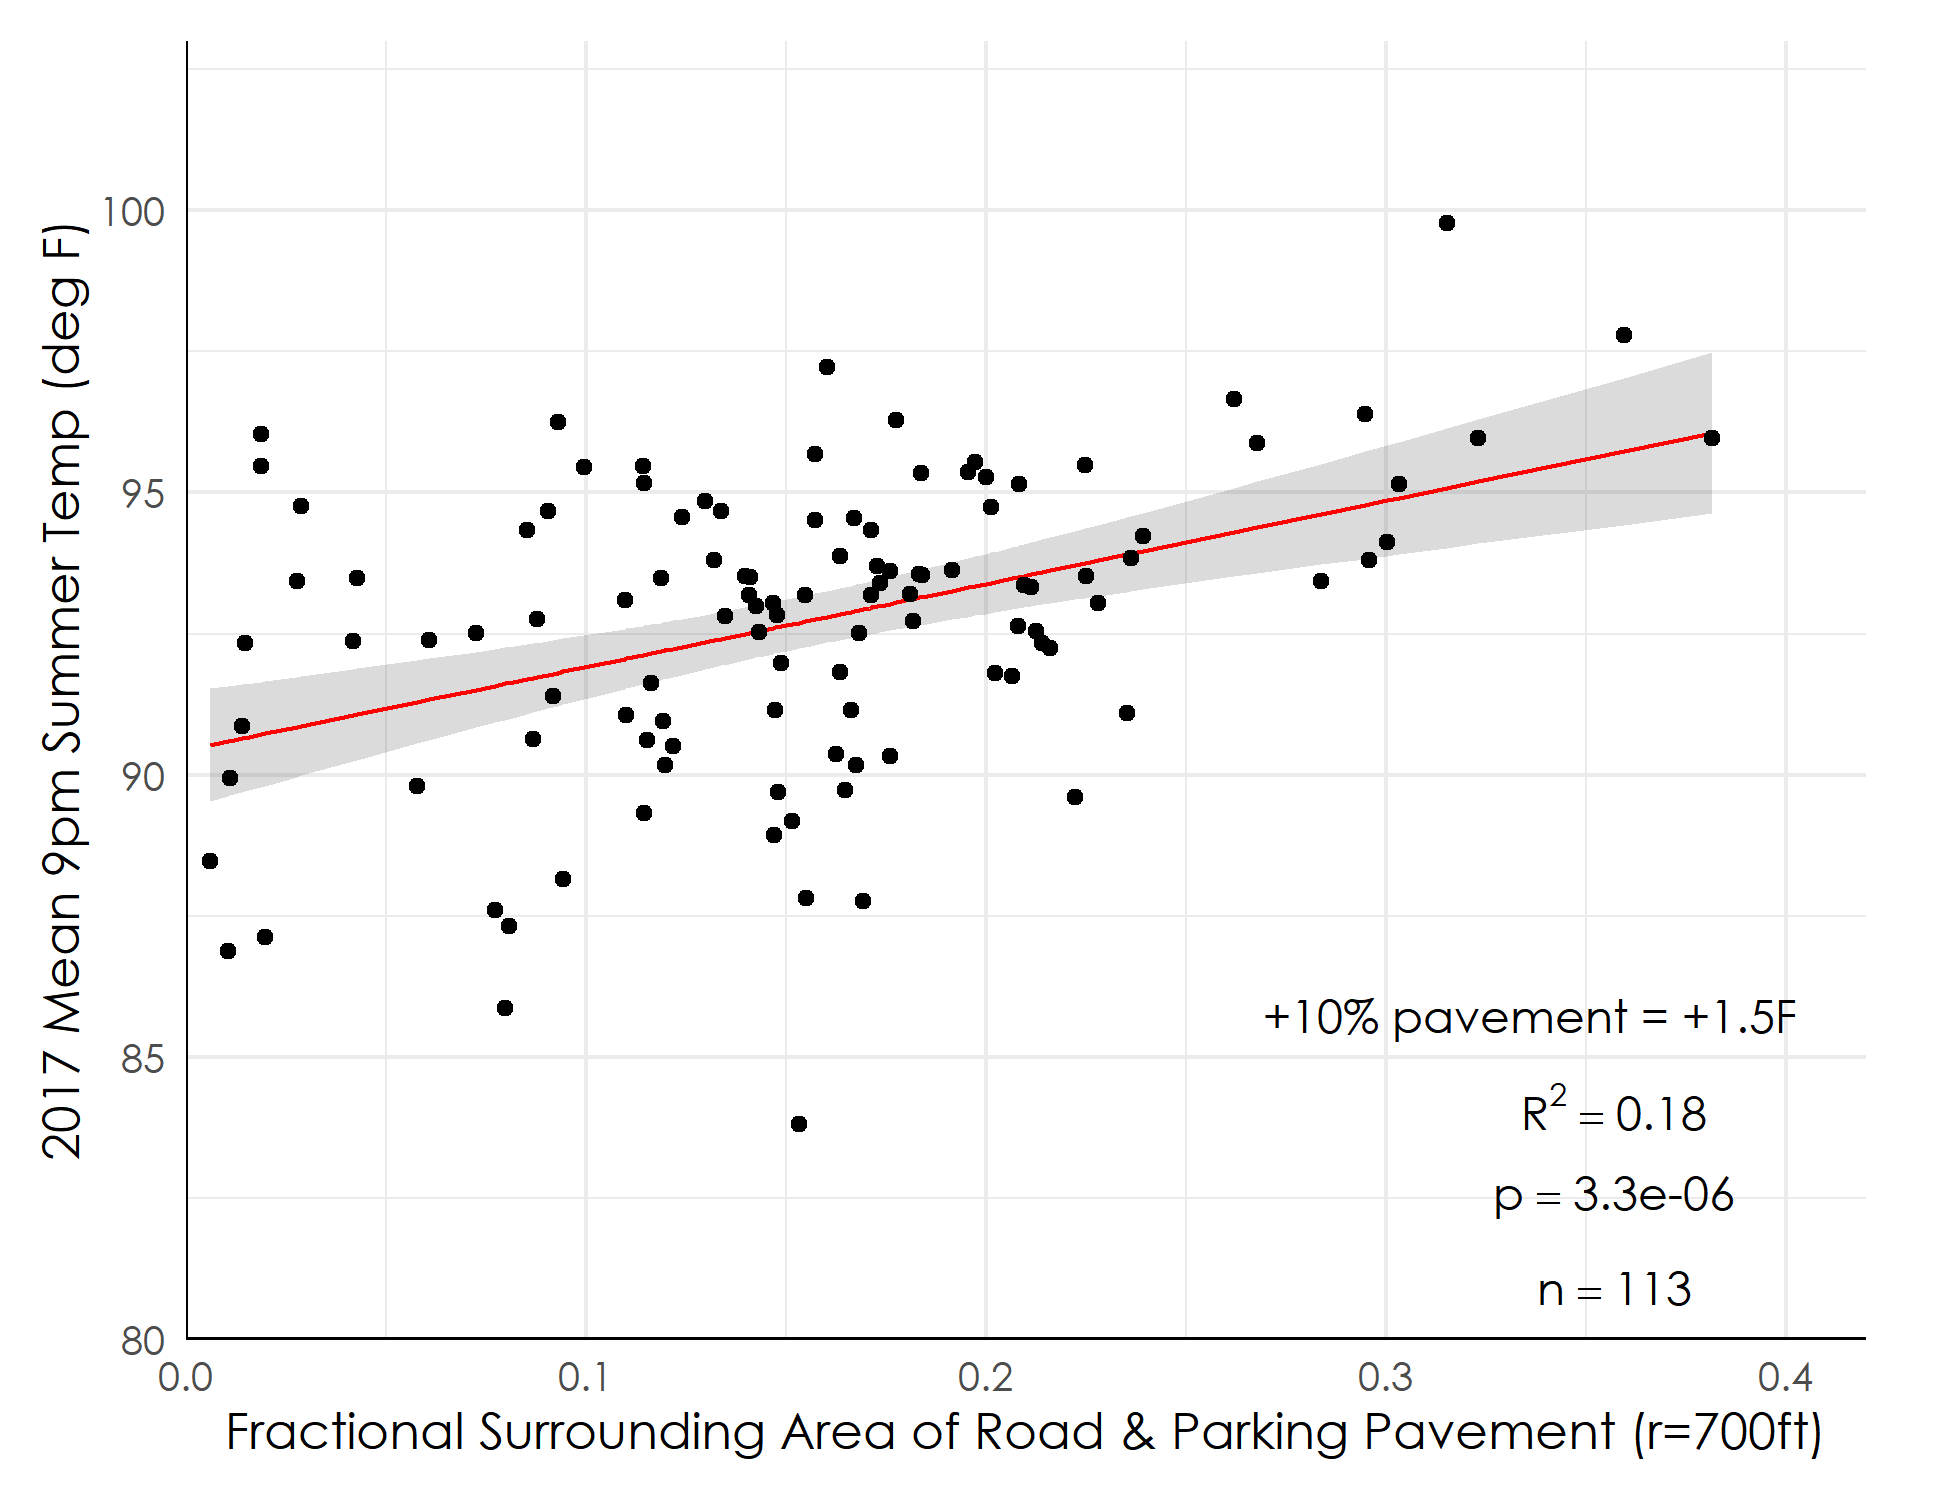 2017 Mean 9pm Summer Temp (deg F)
100
95
90
85
80
+10% pavement = +1.5F
R² = 0.18
p = 3.3e-06
n = 113
0.0 0.1 0.2 0.3 0.4
Fractional Surrounding Area of Road & Parking Pavement (r=700ft)